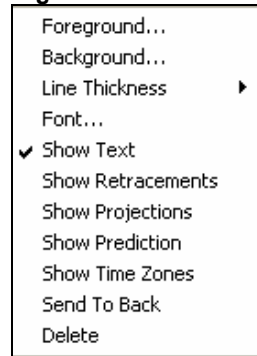 Foreground...
Background...
Line Thickness
Font...
Show Text
Show Retracements
Show Projections
Show Prediction
Show Time Zones
Send To Back
Delete